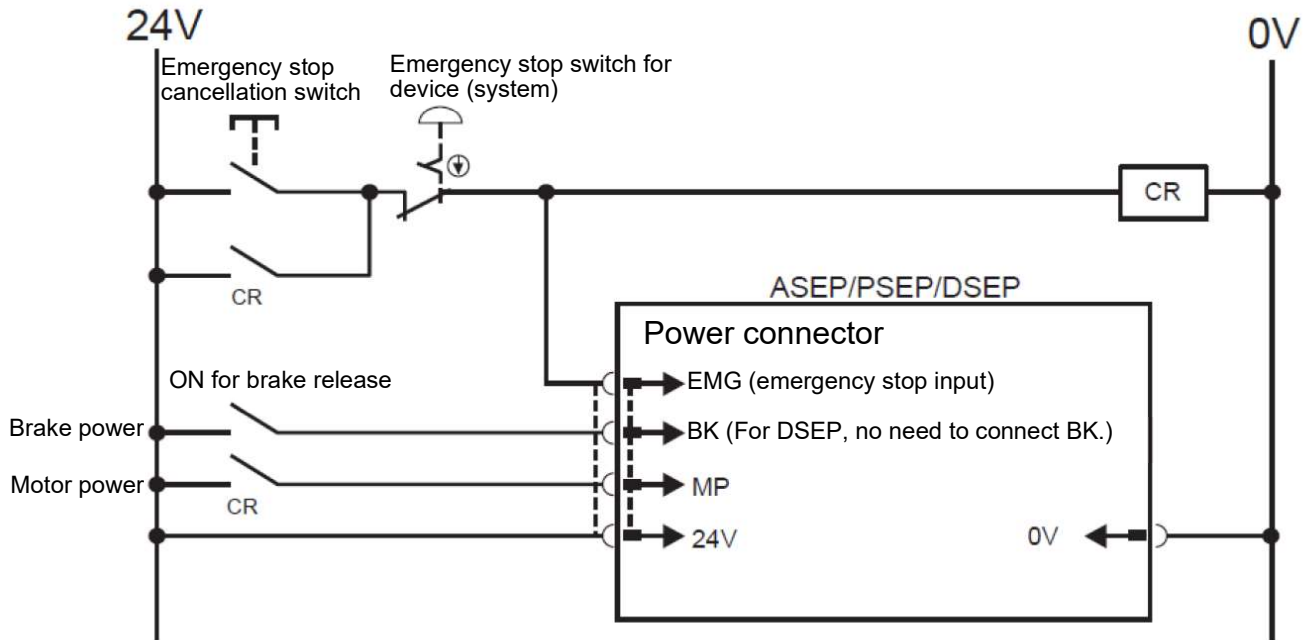 24V
0V
Emergency stop
cancellation switch
Emergency stop switch for
device (system)
CR
CR
ASEP/PSEP/DSEP
Power connector
ON for brake release
EMG (emergency stop input)
Brake power
BK (For DSEP, no need to connect BK.)
Motor power
MP
CR
24V
0V